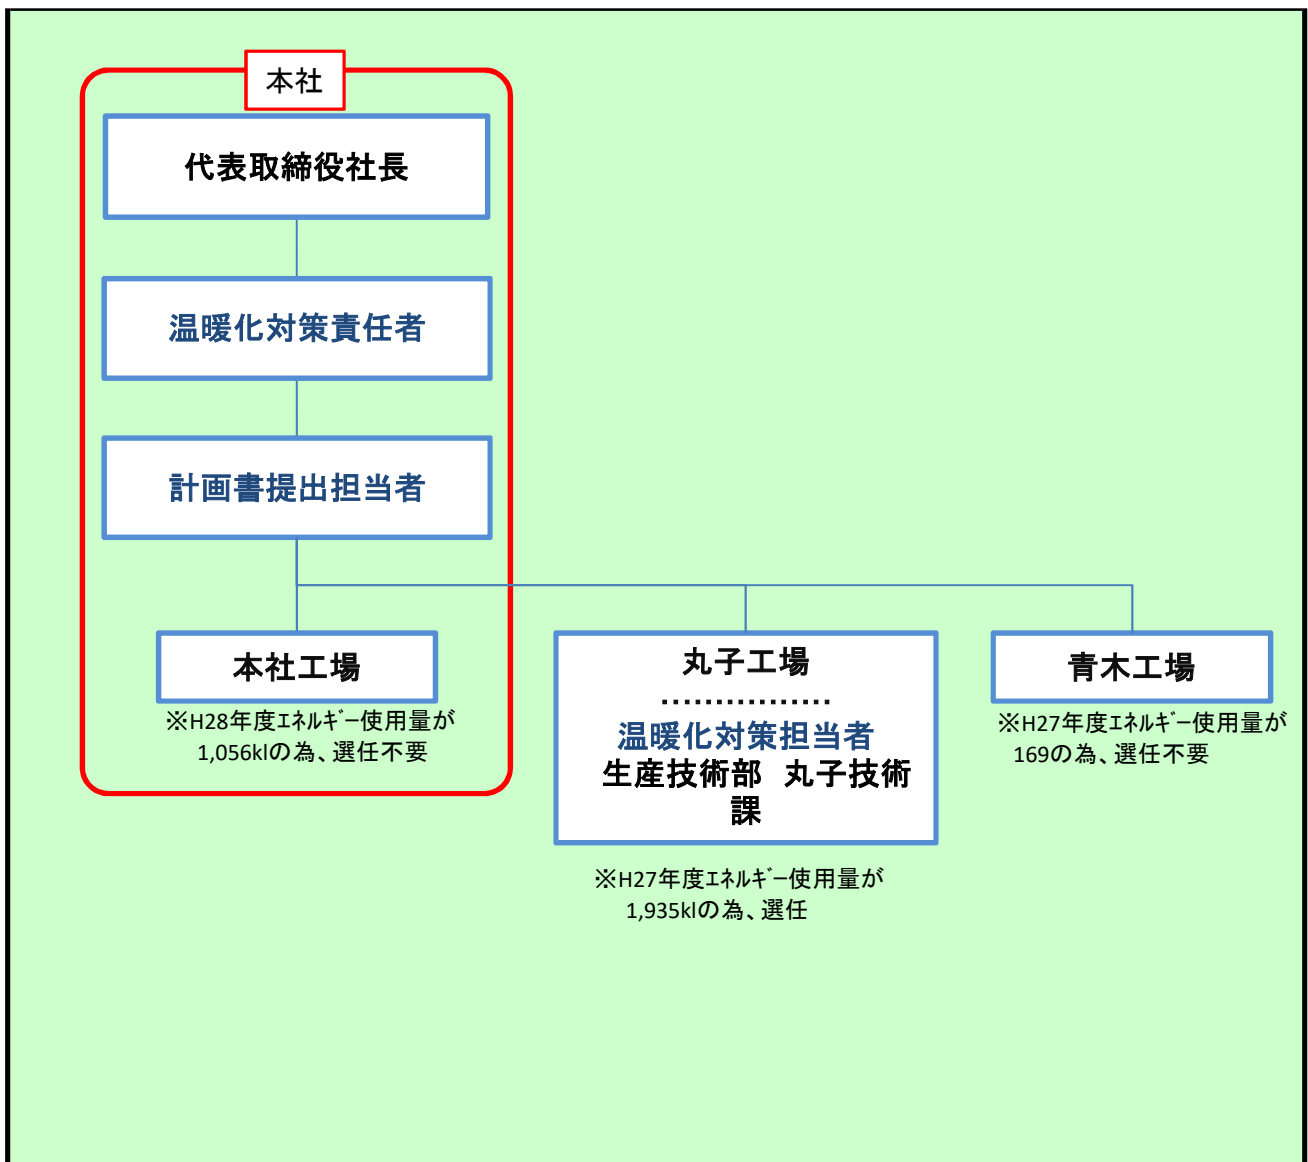 本社
代表取締役社長
温暖化対策責任者
計画書提出担当者
本社工場
※H28年度ｴﾈﾙｷﾞｰ使用量が
1,056klの為、選任不要
丸子工場
温暖化対策担当者
生産技術部　丸子技術
課
※H27年度ｴﾈﾙｷﾞｰ使用量が
1,935klの為、選任
青木工場
※H27年度ｴﾈﾙｷﾞｰ使用量が
169の為、選任不要